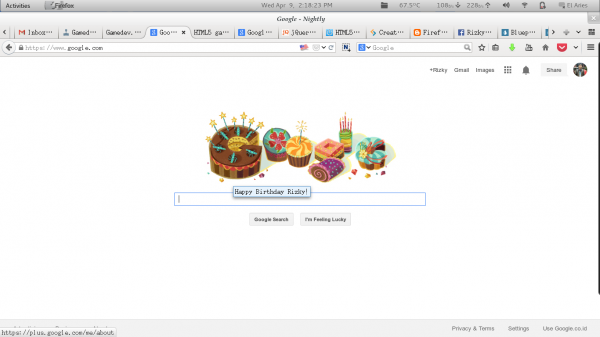 Activities Firefox Wed Apr 9, 2:18:23 PM 67.5°C 108 228 El Aries
Google - Nightly
Inbox Gamed Gamedev. Goo HTML5 ga Googl jQuer HTML5 Creat Firef Rizky Bluep
https://www.google.com Google
+Rizky Gmail Images Share
Happy Birthday Rizky!
Google Search I'm Feeling Lucky
https://plus.google.com/me/about Privacy & Terms Settings Use Google.co.id